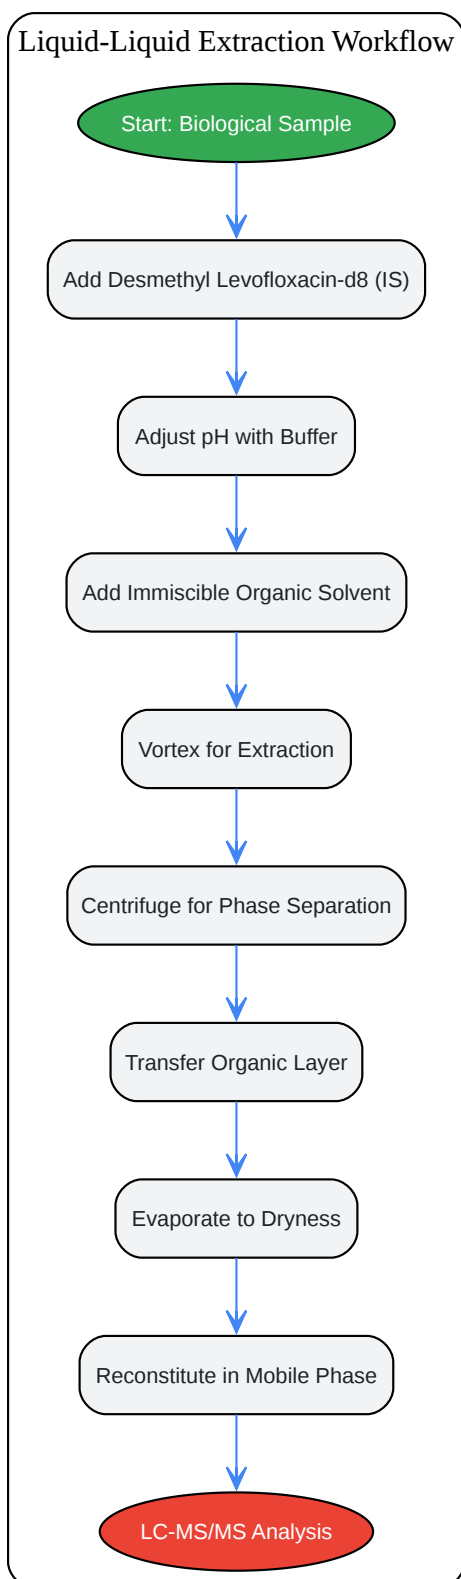 Liquid-Liquid Extraction Workflow
Start: Biological Sample
Add Desmethyl Levofloxacin-d8 (IS)
Adjust pH with Buffer
Add Immiscible Organic Solvent
Vortex for Extraction
Centrifuge for Phase Separation
Transfer Organic Layer
Evaporate to Dryness
Reconstitute in Mobile Phase
LC-MS/MS Analysis